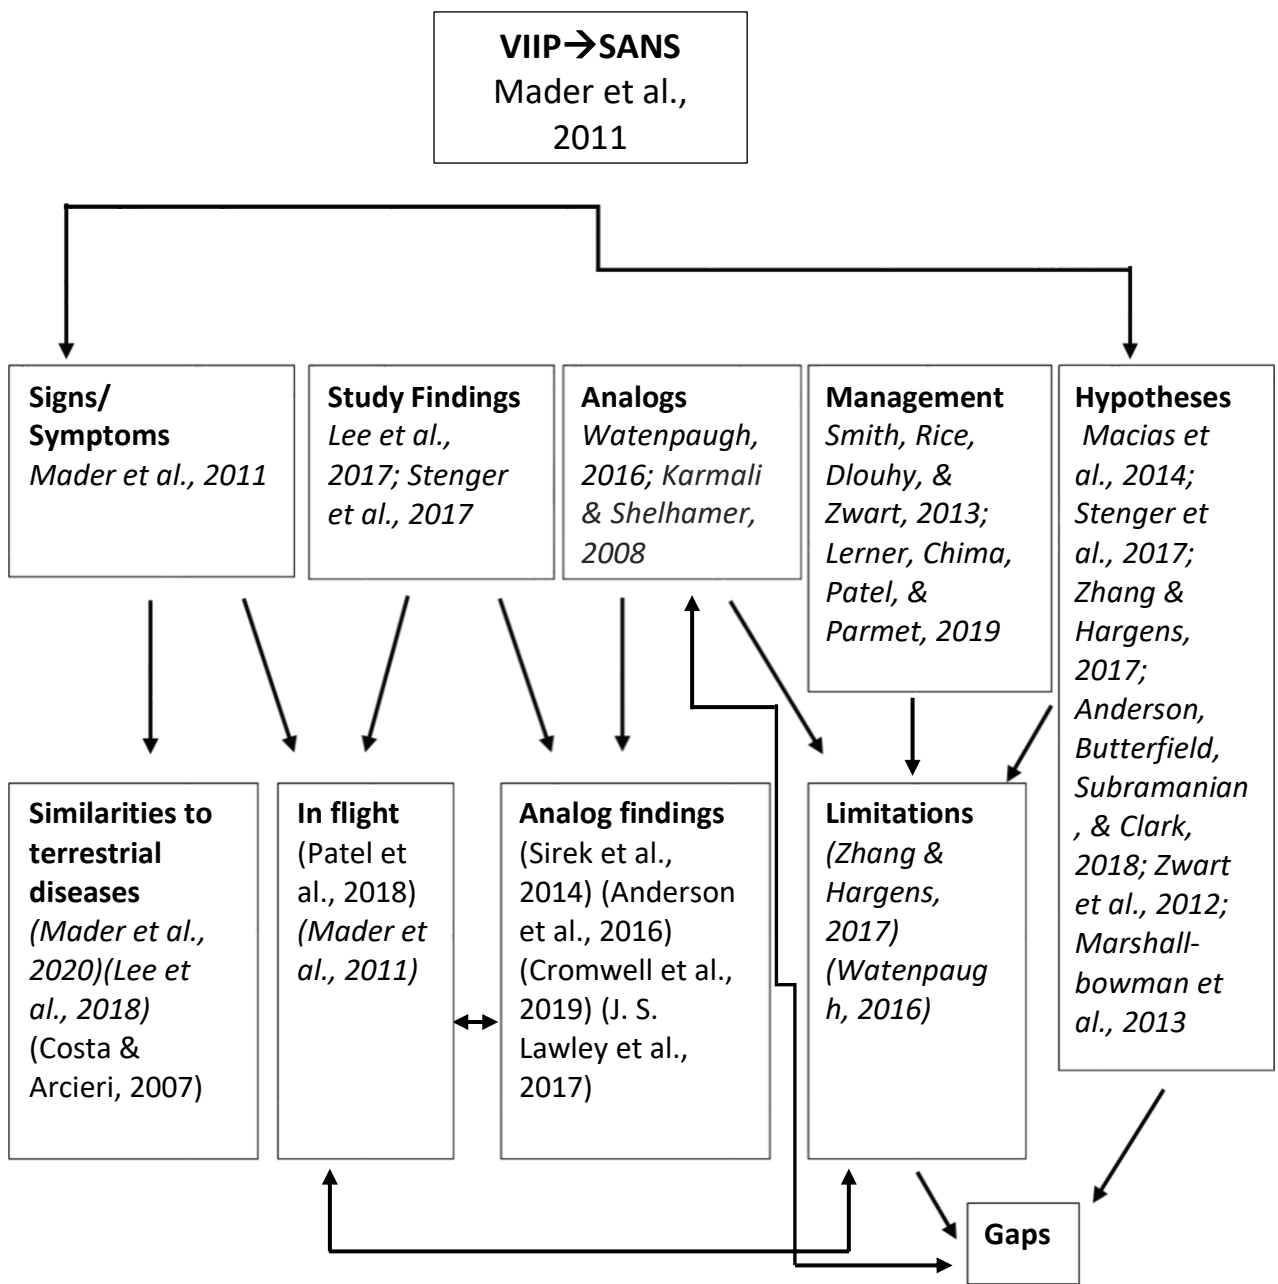 VIIP→SANS
Mader et al.,
2011
Signs/
Symptoms
Mader et al., 2011
Study Findings
Lee et al.,
2017; Stenger
et al., 2017
Analogs
Watenpaugh,
2016; Karmali
& Shelhamer,
2008
Management
Smith, Rice,
Dlouhy, &
Zwart, 2013;
Lerner, Chima,
Patel, &
Parmet, 2019
Hypotheses
Macias et
al., 2014;
Stenger et
al., 2017;
Zhang &
Hargens,
2017;
Anderson,
Butterfield,
Subramanian
, & Clark,
2018; Zwart
et al., 2012;
Marshall-
bowman et
al., 2013
Similarities to
terrestrial
diseases
(Mader et al.,
2020)(Lee et
al., 2018)
(Costa &
Arcieri, 2007)
In flight
(Patel et
al., 2018)
(Mader et
al., 2011)
Analog findings
(Sirek et al.,
2014) (Anderson
et al., 2016)
(Cromwell et al.,
2019) (J. S.
Lawley et al.,
2017)
Limitations
(Zhang &
Hargens,
2017)
(Watenpaug
h, 2016)
Gaps